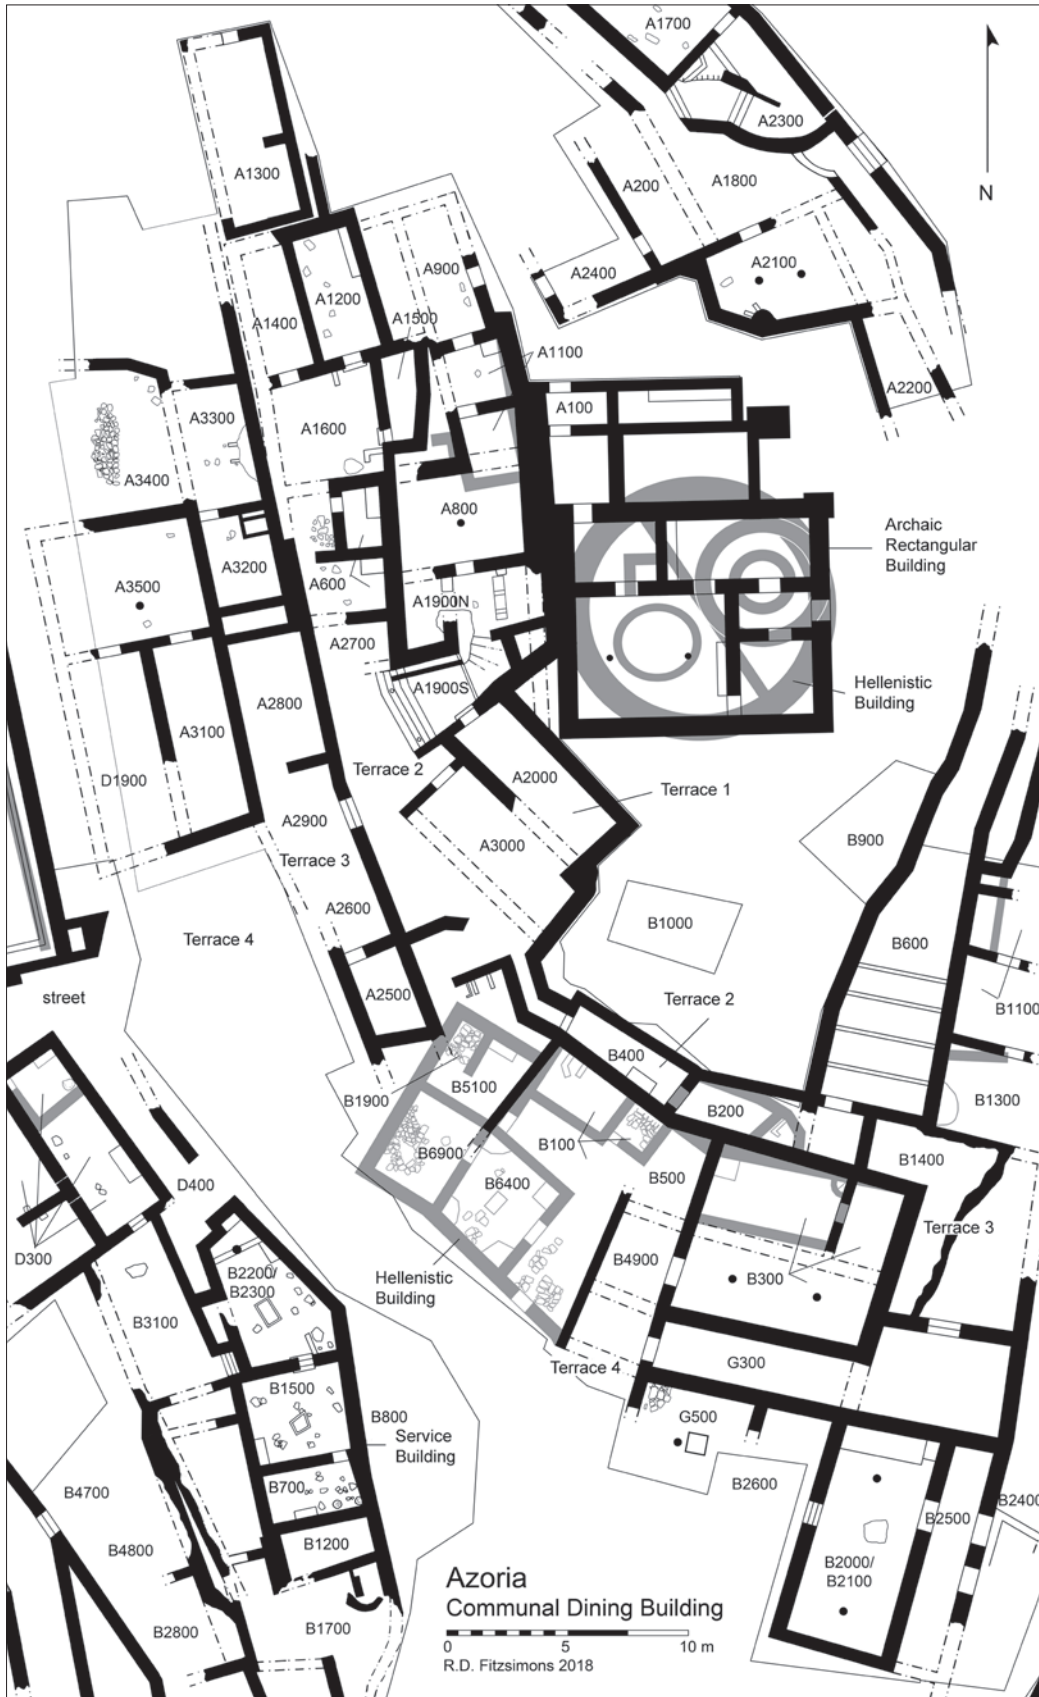 A1700
A2300
A1300
A200
A1800
N
A900
A2400
A2100
A1200
A1500
A1400
A1100
A2200
A100
A3300
A1600
A3400
A800
Archaic
Rectangular
Building
A3200
A3500
A600
A1900N
A2700
A1900S
Hellenistic
Building
A2800
A3100
Terrace 2
A2000
D1900
Terrace 1
A2900
A3000
B900
Terrace 3
A2600
Terrace 4
B1000
B600
street
A2500
Terrace 2
B1100
B400
B1900
B5100
B200
B1300
B6900
B100
B1400
B6400
B500
D400
Terrace 3
D300
B2200/
B2300
Hellenistic
Building
B4900
B300
B3100
Terrace 4
G300
B1500
B800
Service
Building
G500
B700
B4700
B2600
B2400
B2500
B1200
B4800
B2000/
B2100
Azoria
Communal Dining Building
B2800
B1700
0 5 10 m
R.D. Fitzsimons 2018